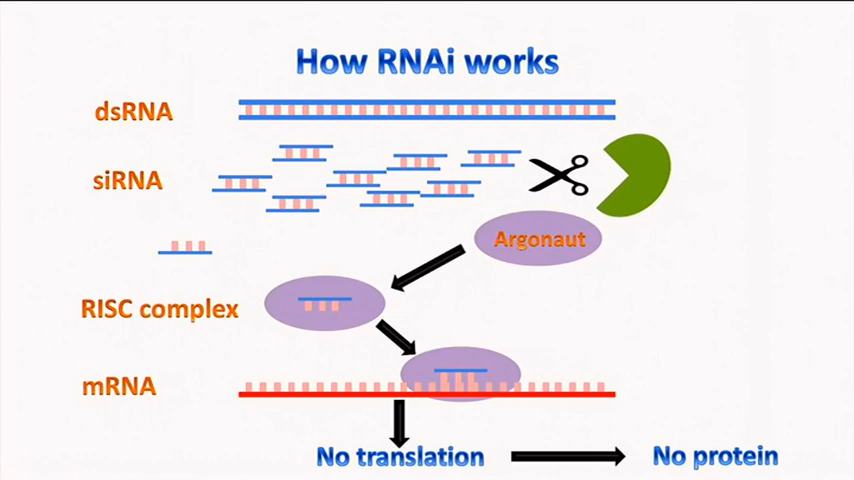 How RNAi works
dsRNA
siRNA
Argonaut
RISC complex
mRNA
No translation
No protein